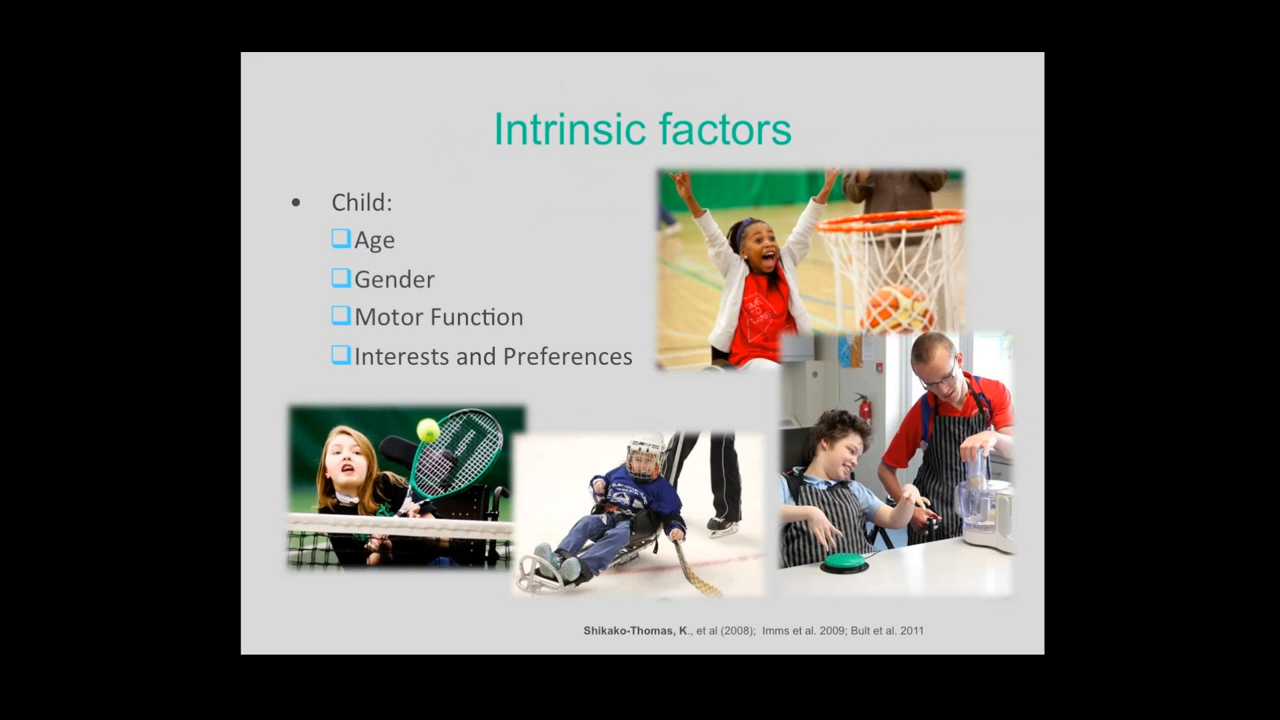 Intrinsic factors
• Child:
❑Age
❑Gender
❑Motor Function
❑Interests and Preferences
Shikako-Thomas, K., et al (2008);  Imms et al. 2009; Bult et al. 2011